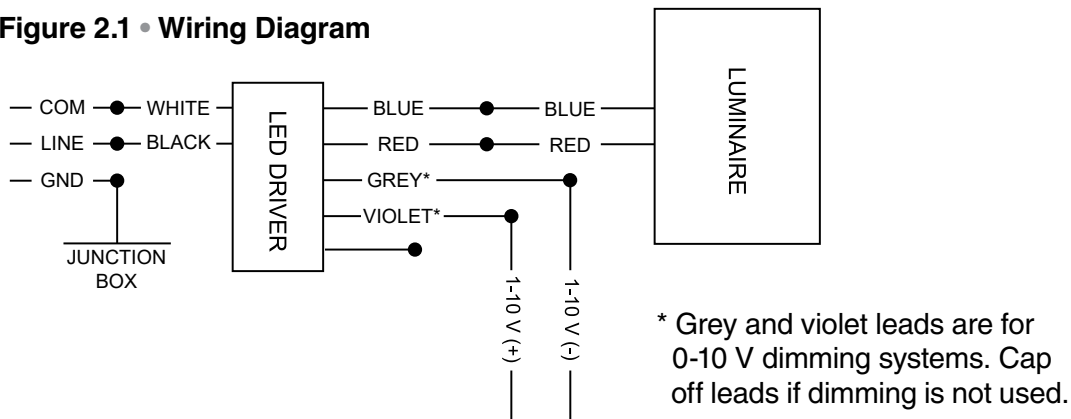 Figure 2.1 • Wiring Diagram
COM WHITE BLUE BLUE
LINE BLACK RED RED
GND GREY*
VIOLET*
JUNCTION
BOX
LED DRIVER
LUMINAIRE
1-10 V (+)
1-10 V (-)
* Grey and violet leads are for
0-10 V dimming systems. Cap
off leads if dimming is not used.